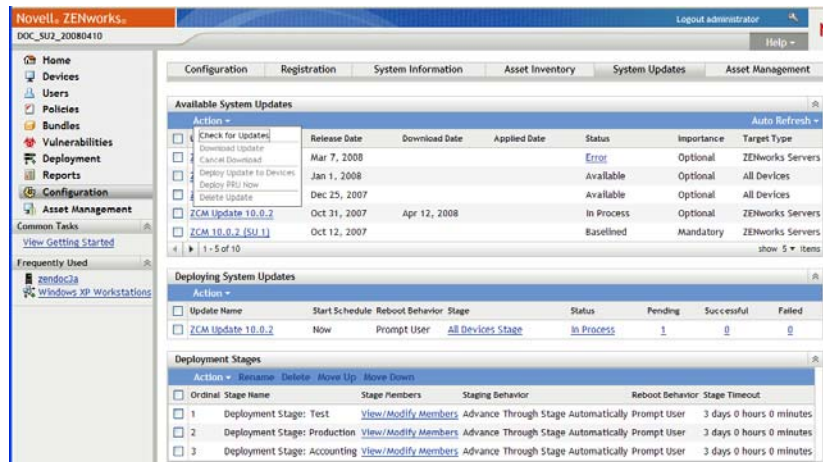 Novell® ZENworks®
Logout administrator
DOC_SU2_20080410
Help
Home
Devices
Users
Policies
Bundles
Vulnerabilities
Deployment
Reports
Configuration
Asset Management
Common Tasks
View Getting Started
Frequently Used
zendoc3a
Windows XP Workstations
Configuration Registration System Information Asset Inventory System Updates Asset Management
Available System Updates
Action Auto Refresh
Release Date Download Date Applied Date Status Importance Target Type
Check for Updates
Download Update
Cancel Download
Deploy Update to Devices
Deploy PRU Now
Delete Update
Mar 7, 2008 Error Optional ZENworks Servers
Jan 1, 2008 Available Optional All Devices
Dec 25, 2007 Available Optional All Devices
ZCM Update 10.0.2 Oct 31, 2007 Apr 12, 2008 In Process Optional ZENworks Servers
ZCM 10.0.2 (SU 1) Oct 12, 2007 Baselined Mandatory ZENworks Servers
1 - 5 of 10 show 5 items
Deploying System Updates
Action
Update Name Start Schedule Reboot Behavior Stage Status Pending Successful Failed
ZCM Update 10.0.2 Now Prompt User All Devices Stage In Process 1 0 0
Deployment Stages
Action Rename Delete Move Up Move Down
Ordinal Stage Name Stage Members Staging Behavior Reboot Behavior Stage Timeout
1 Deployment Stage: Test View/Modify Members Advance Through Stage Automatically Prompt User 3 days 0 hours 0 minutes
2 Deployment Stage: Production View/Modify Members Advance Through Stage Automatically Prompt User 3 days 0 hours 0 minutes
3 Deployment Stage: Accounting View/Modify Members Advance Through Stage Automatically Prompt User 3 days 0 hours 0 minutes